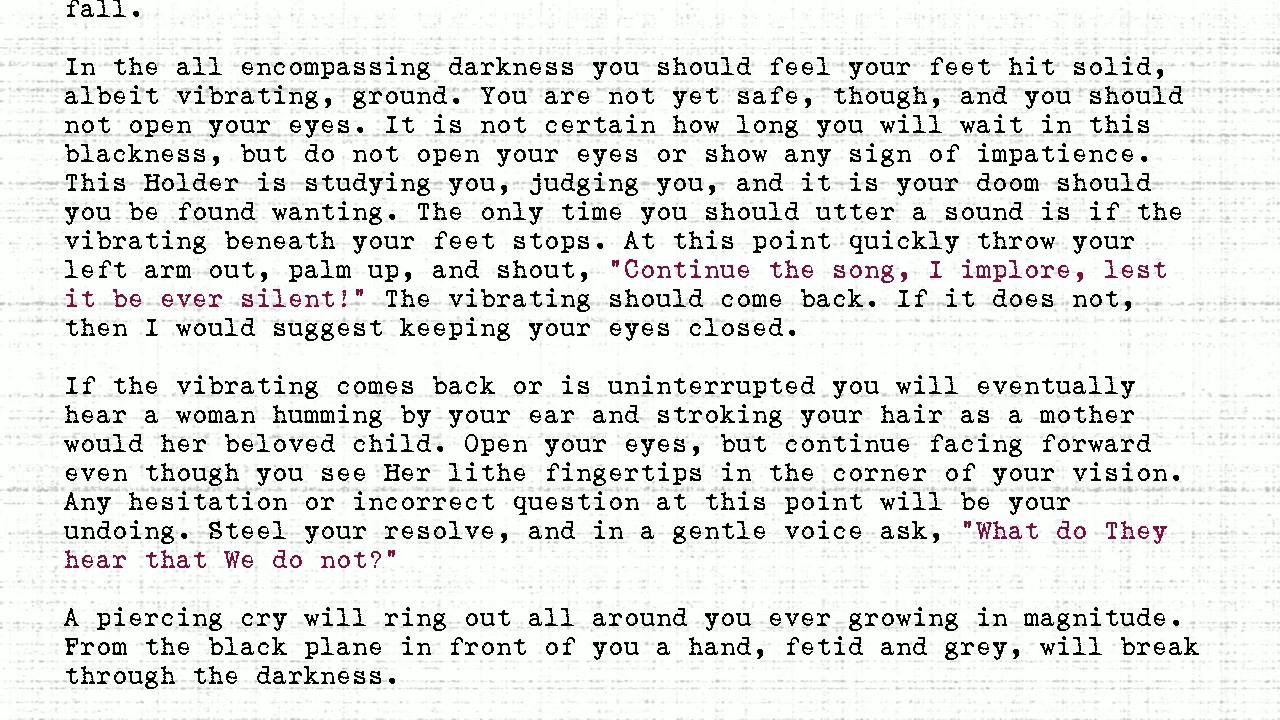 fall.
In the all encompassing darkness you should feel your feet hit solid,
albeit vibrating, ground. You are not yet safe, though, and you should
not open your eyes. It is not certain how long you will wait in this
blackness, but do not open your eyes or show any sign of impatience.
This Holder is studying you, judging you, and it is your doom should
you be found wanting. The only time you should utter a sound is if the
vibrating beneath your feet stops. At this point quickly throw your
left arm out, palm up, and shout, "Continue the song, I implore, lest
it be ever silent!" The vibrating should come back. If it does not,
then I would suggest keeping your eyes closed.
If the vibrating comes back or is uninterrupted you will eventually
hear a woman humming by your ear and stroking your hair as a mother
would her beloved child. Open your eyes, but continue facing forward
even though you see Her lithe fingertips in the corner of your vision.
Any hesitation or incorrect question at this point will be your
undoing. Steel your resolve, and in a gentle voice ask, "What do They
hear that We do not?"
A piercing cry will ring out all around you ever growing in magnitude.
From the black plane in front of you a hand, fetid and grey, will break
through the darkness.